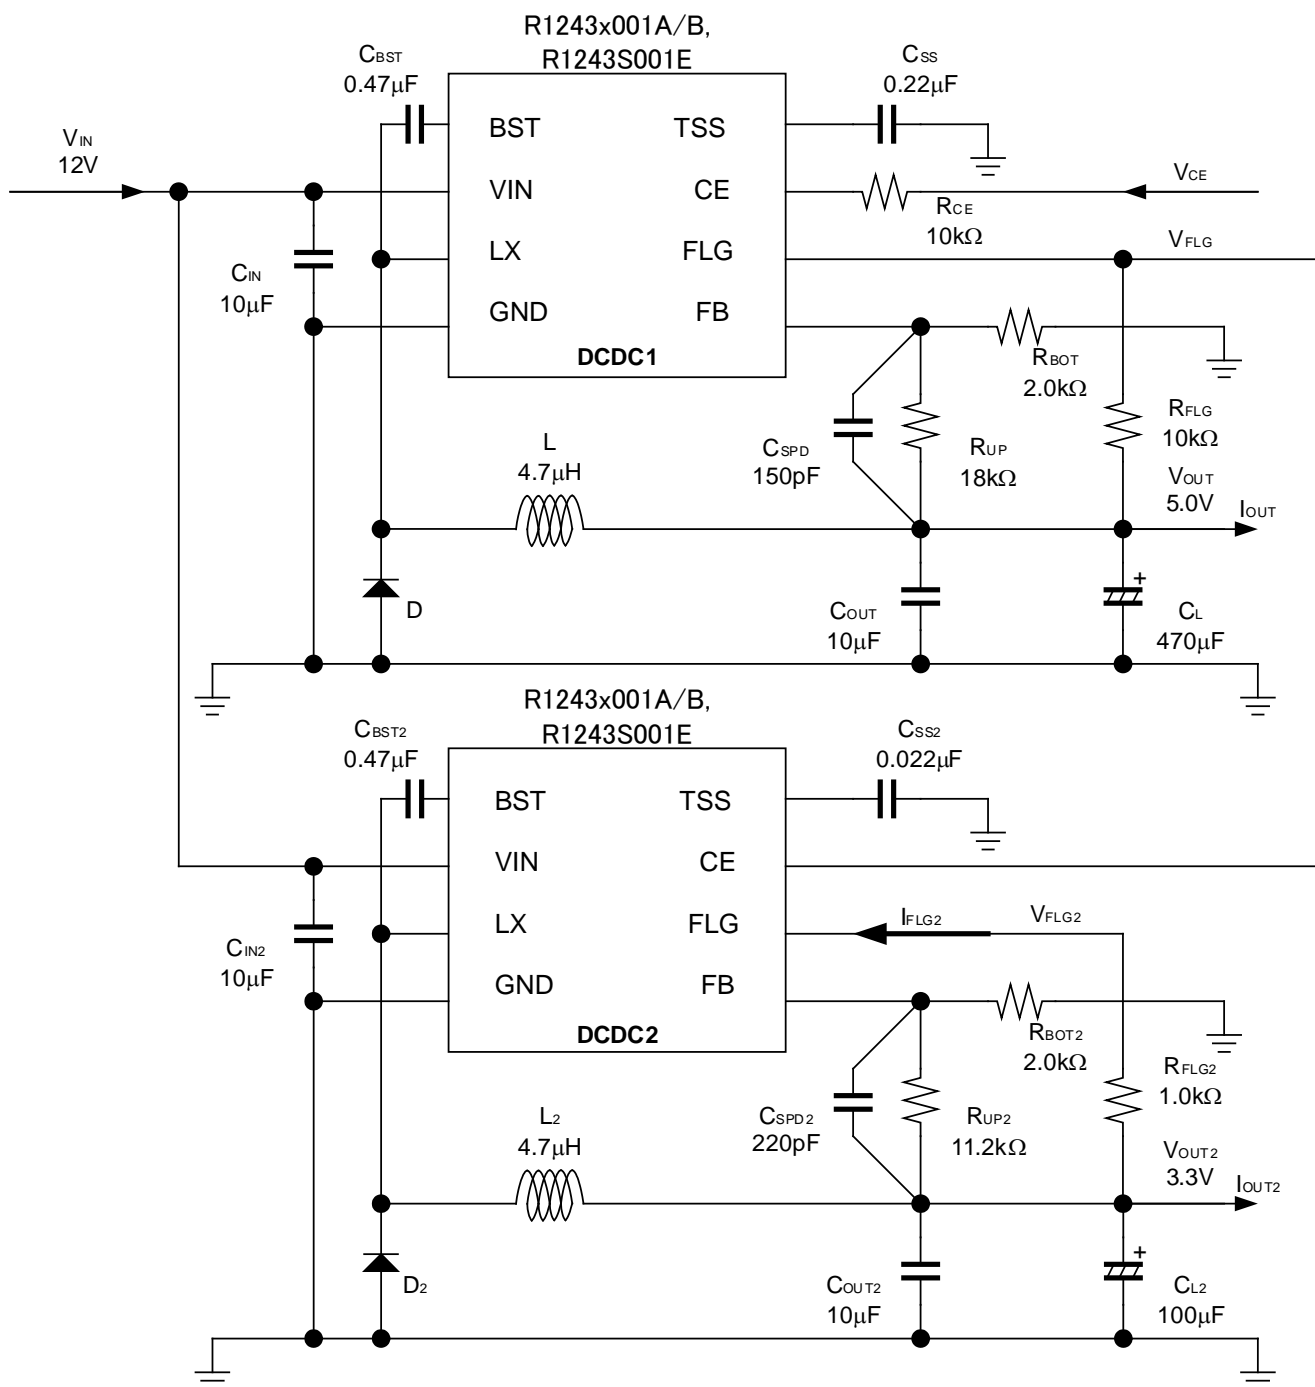 R1243x001A/B,
R1243S001E
CBST
0.47μF
CSS
0.22μF
VIN
12V
BST
TSS
VIN
CE
VCE
RCE
10kΩ
LX
FLG
VFLG
CIN
10μF
GND
FB
DCDC1
RBOT
2.0kΩ
RFLG
10kΩ
L
4.7μH
CSPD
150pF
RUP
18kΩ
VOUT
5.0V
IOUT
D
COUT
10μF
+
CL
470μF
R1243x001A/B,
R1243S001E
CBST2
0.47μF
CSS2
0.022μF
BST
TSS
VIN
CE
LX
FLG
IFLG2
VFLG2
CIN2
10μF
GND
FB
DCDC2
RBOT2
2.0kΩ
RFLG2
1.0kΩ
L2
4.7μH
CSPD2
220pF
RUP2
11.2kΩ
VOUT2
3.3V
IOUT2
D2
COUT2
10μF
+
CL2
100μF